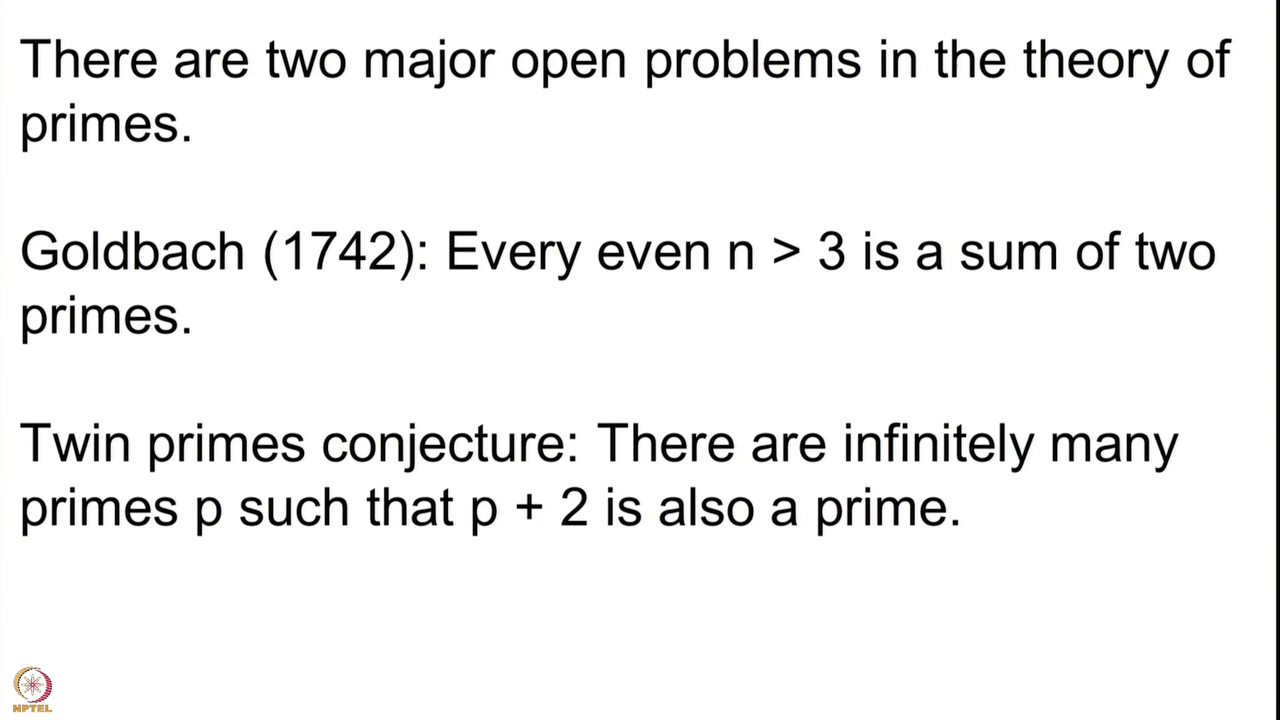 There are two major open problems in the theory of
primes.
Goldbach (1742): Every even n > 3 is a sum of two
primes.
Twin primes conjecture: There are infinitely many
primes p such that p + 2 is also a prime.
NPTEL